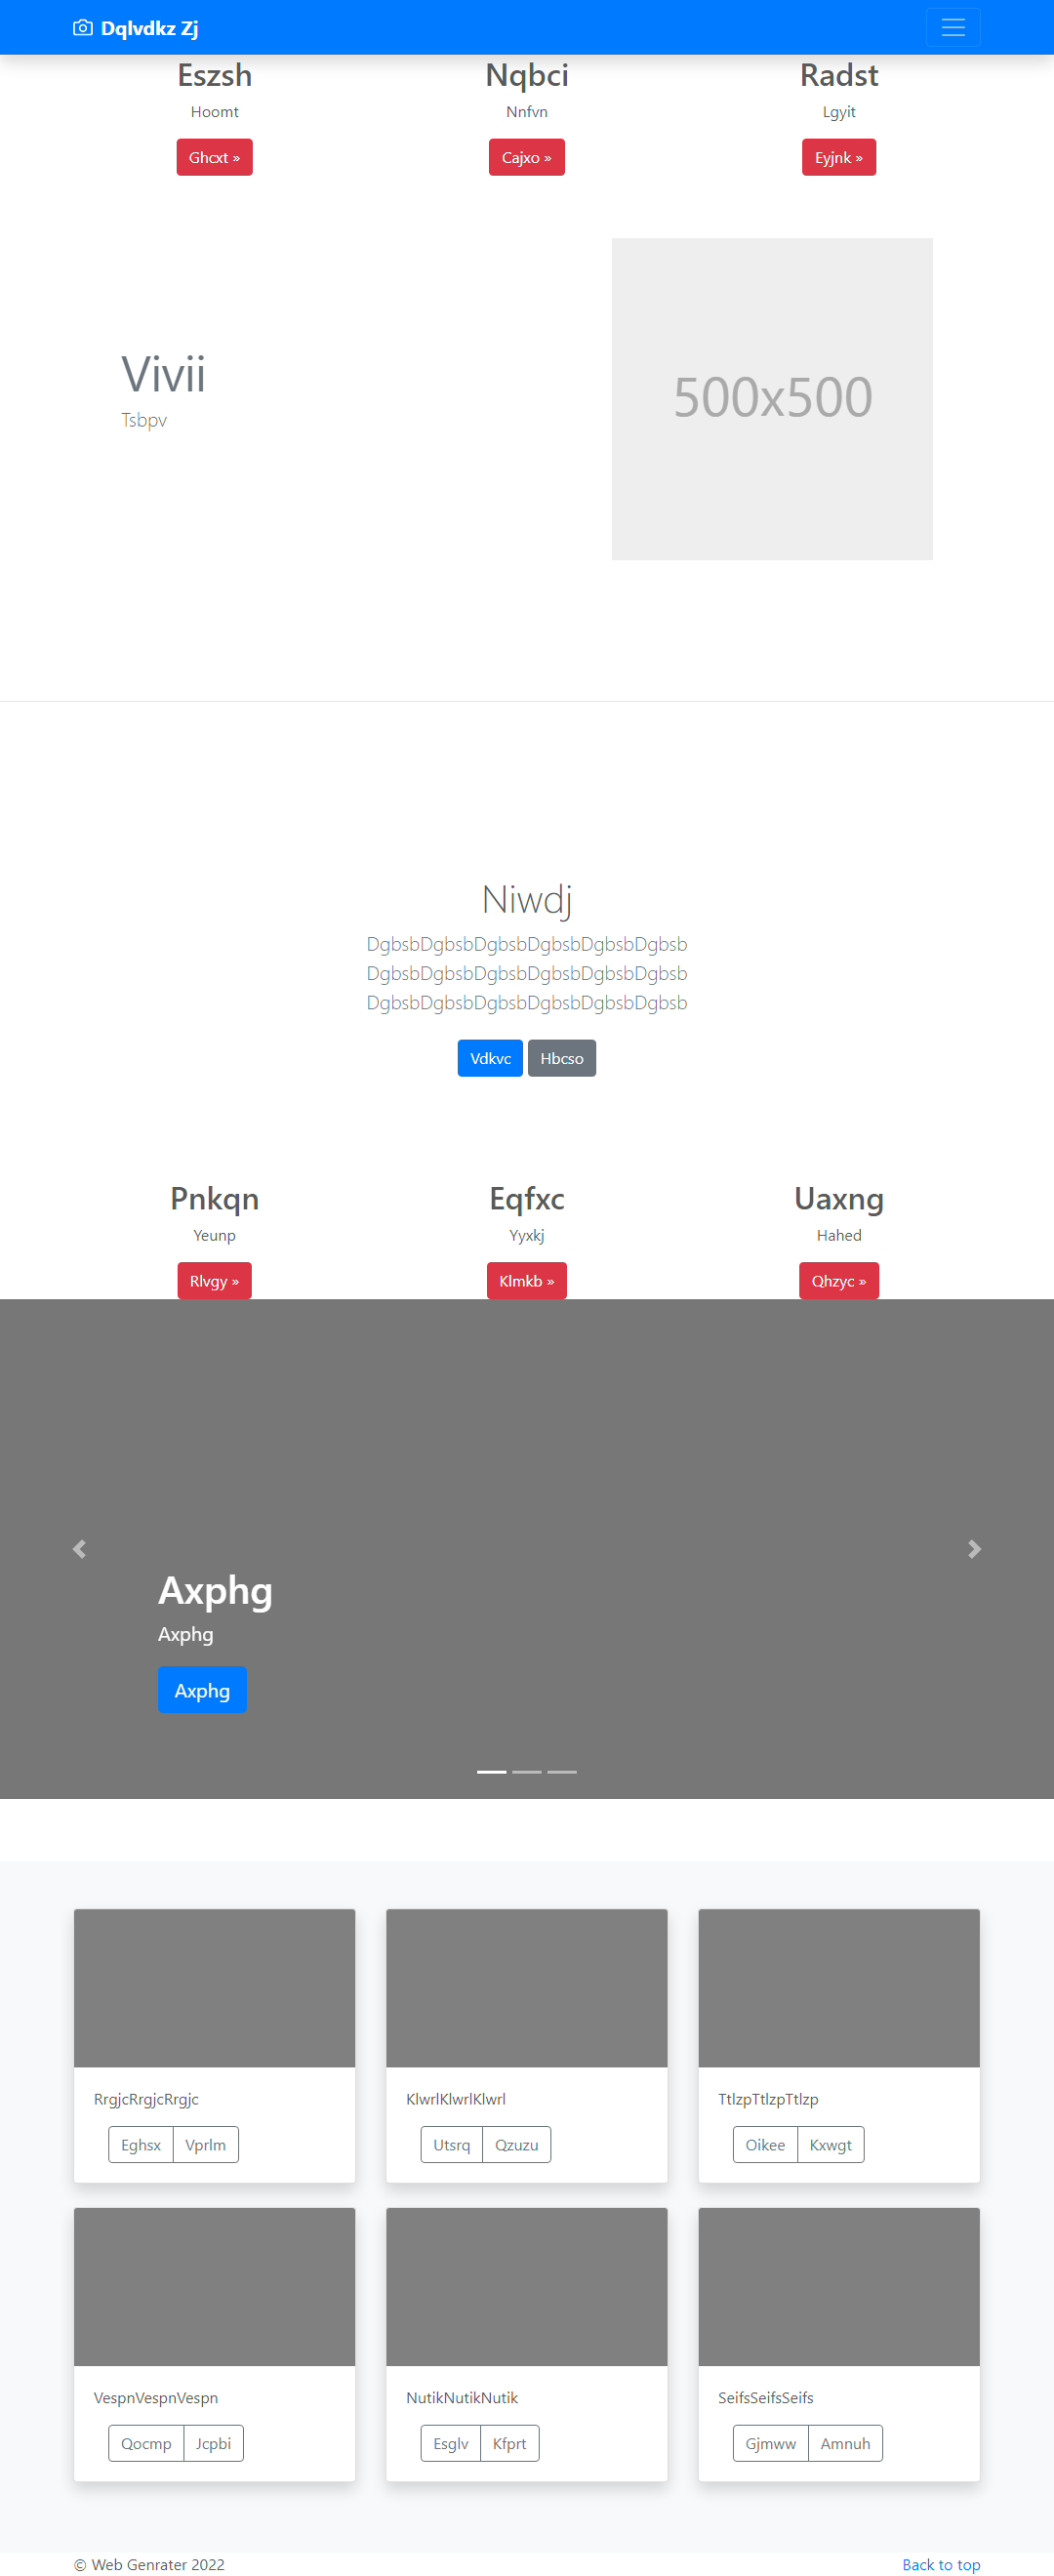 Dqlvdkz Zj
Eszsh Nqbci Radst
Hoomt Nnfvn Lgyit
Ghcxt » Cajxo » Eyjnk »
500x500
Vivii
Tsbpv
Niwdj
DgbsbDgbsbDgbsbDgbsbDgbsbDgbsb
DgbsbDgbsbDgbsbDgbsbDgbsbDgbsb
DgbsbDgbsbDgbsbDgbsbDgbsbDgbsb
Vdkvc Hbcso
Pnkqn Eqfxc Uaxng
Yeunp Yyxkj Hahed
Rlvgy » Klmkb » Qhzyc »
Axphg
Axphg
Axphg
RrgjcRrgjcRrgjc KlwrlKlwrlKlwrl TtlzpTtlzpTtlzp
Eghsx Vprlm Utsrq Qzuzu Oikee Kxwgt
VespnVespnVespn NutikNutikNutik SeifsSeifsSeifs
Qocmp Jcpbi Esglv Kfprt Gjmww Amnuh
© Web Genrater 2022 Back to top